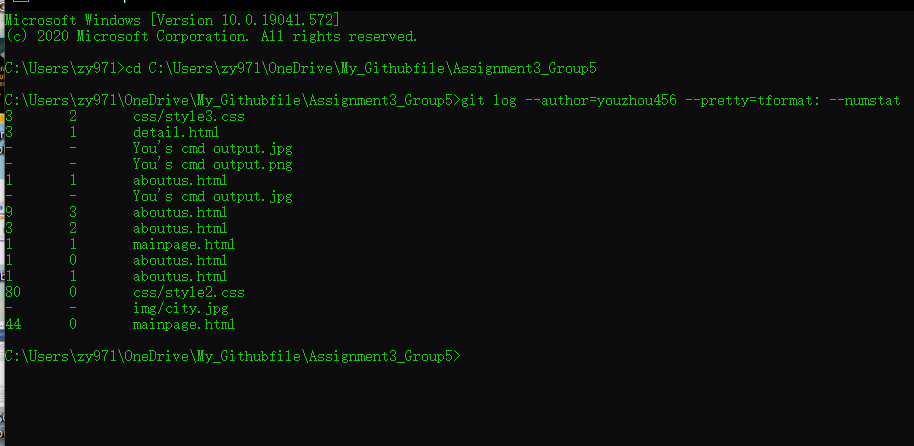 Microsoft Windows [Version 10.0.19041.572]
(c) 2020 Microsoft Corporation. All rights reserved.
C:\Users\zy971>cd C:\Users\zy971\OneDrive\My_Githubfile\Assignment3_Group5
C:\Users\zy971\OneDrive\My_Githubfile\Assignment3_Group5>git log --author=youzhou456 --pretty=tformat: --numstat
3 2 css/style3.css
3 1 detail.html
- - You's cmd output.jpg
- - You's cmd output.png
1 1 aboutus.html
- - You's cmd output.jpg
9 3 aboutus.html
3 2 aboutus.html
1 1 mainpage.html
1 0 aboutus.html
1 1 aboutus.html
80 0 css/style2.css
- - img/city.jpg
44 0 mainpage.html
C:\Users\zy971\OneDrive\My_Githubfile\Assignment3_Group5>